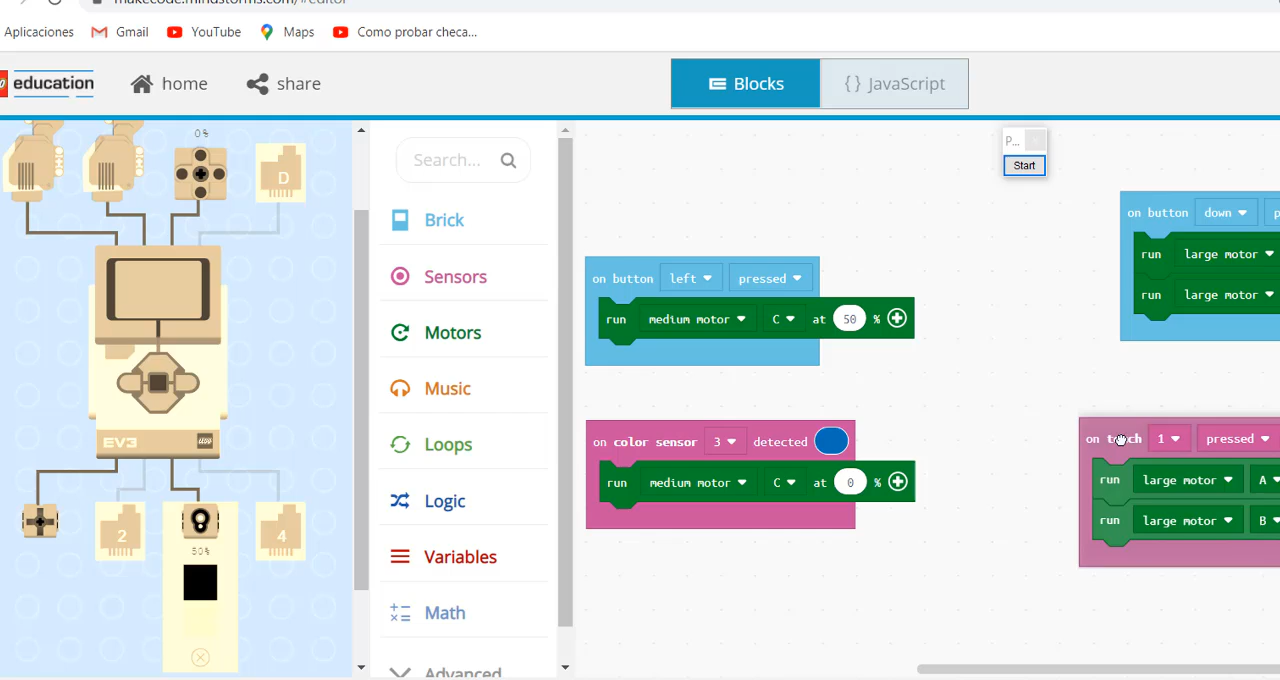 makecode.mindstorms.com/#editor
Aplicaciones Gmail YouTube Maps Como probar checa...
education home share Blocks {} JavaScript
0%
D
EV3
2
4
50%
Search...
Brick
Sensors
Motors
Music
Loops
Logic
Variables
Math
Advanced
P...
Start
on button left pressed
run medium motor C at 50 %
on color sensor 3 detected
run medium motor C at 0 %
on button down
run large motor
run large motor
on touch 1 pressed
run large motor A
run large motor B